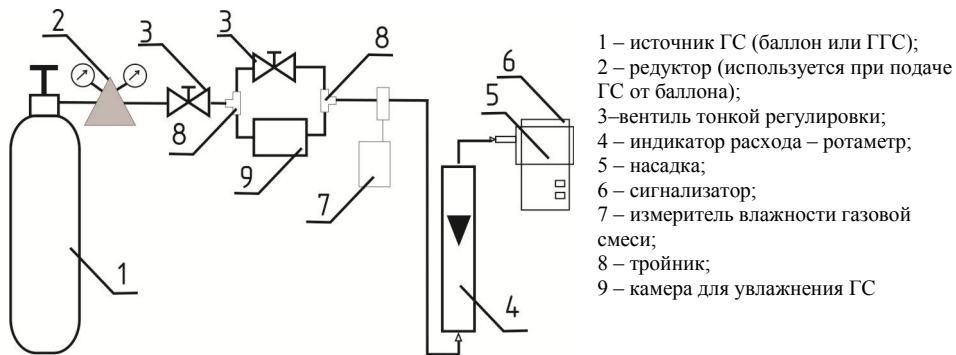 2
3
3
8
6
5
8
9
7
1
4
1 – источник ГС (баллон или ГГС);
2 – редуктор (используется при подаче
ГС от баллона);
3–вентиль тонкой регулировки;
4 – индикатор расхода – ротаметр;
5 – насадка;
6 – сигнализатор;
7 – измеритель влажности газовой
смеси;
8 – тройник;
9 – камера для увлажнения ГС